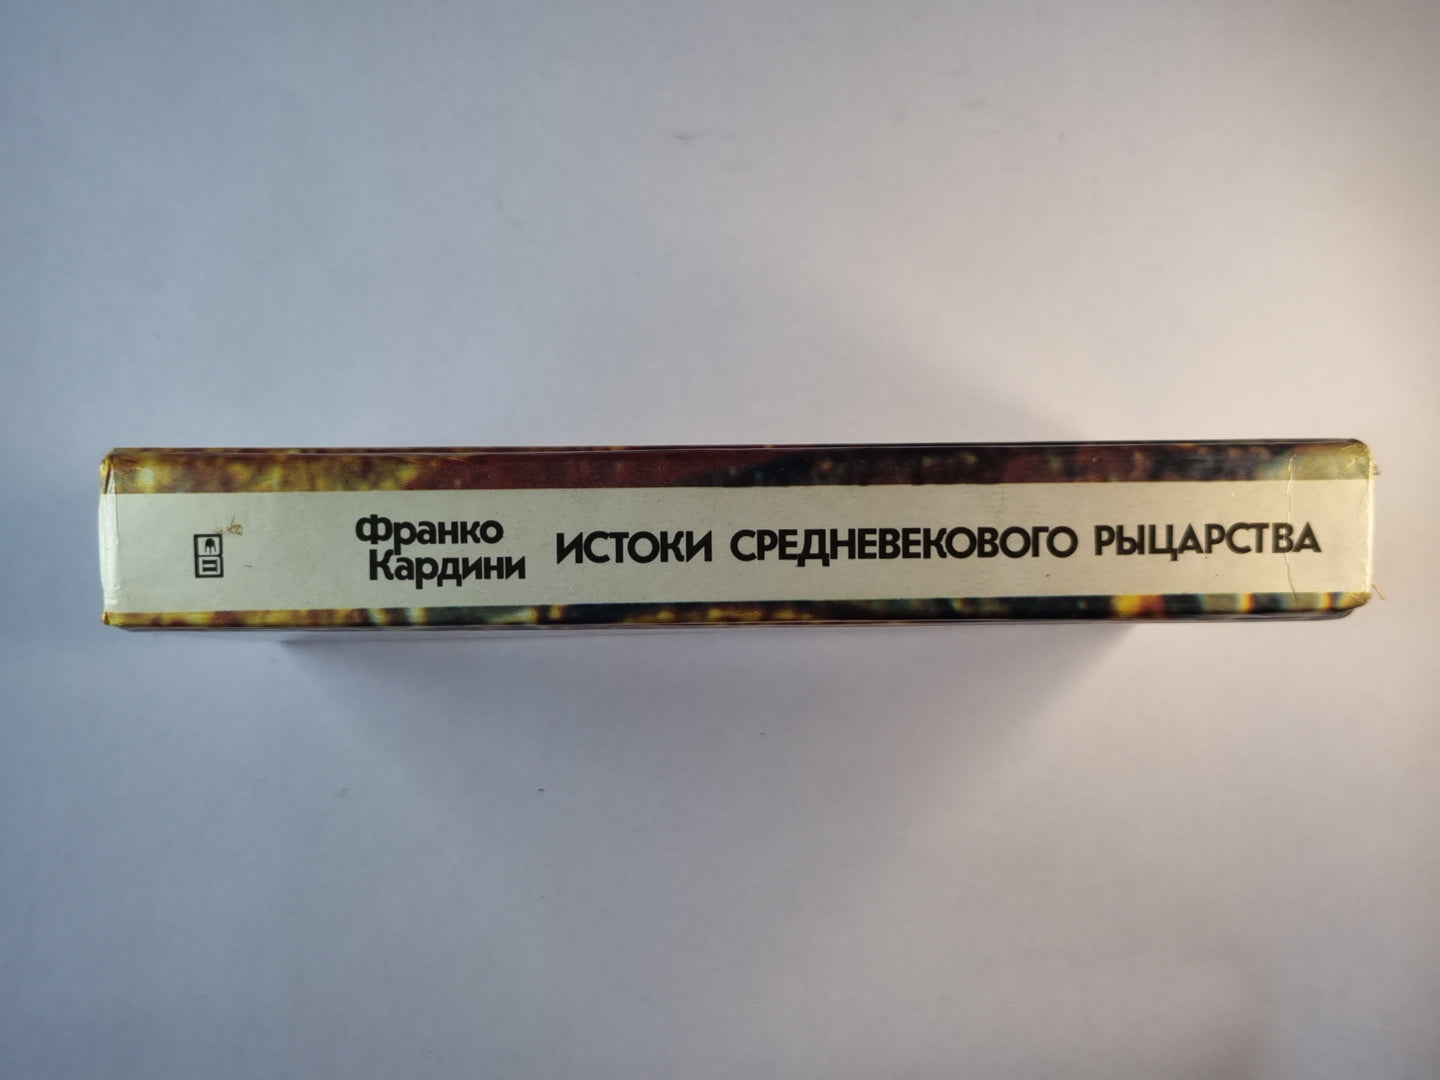 Франко
Кардини
ИСТОКИ СРЕДНЕВЕКОВОГО РЫЦАРСТВА